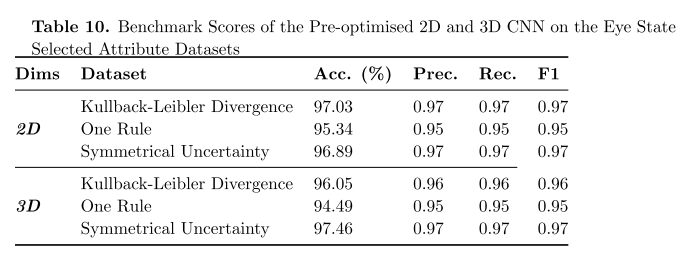 Table 10. Benchmark Scores of the Pre-optimised 2D and 3D CNN on the Eye State
Selected Attribute Datasets
Dims Dataset Acc. (%) Prec. Rec. F1
Kullback-Leibler Divergence 97.03 0.97 0.97 0.97
2D One Rule 95.34 0.95 0.95 0.95
Symmetrical Uncertainty 96.89 0.97 0.97 0.97
Kullback-Leibler Divergence 96.05 0.96 0.96 0.96
3D One Rule 94.49 0.95 0.95 0.95
Symmetrical Uncertainty 97.46 0.97 0.97 0.97